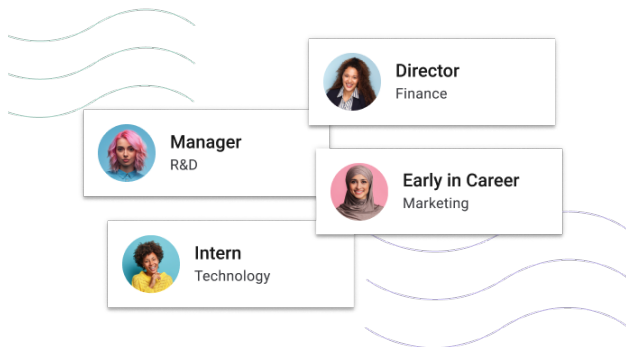 Director
Finance
Manager
R&D
Early in Career
Marketing
Intern
Technology